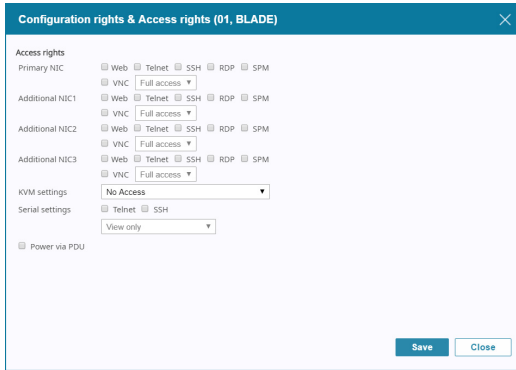 Configuration rights & Access rights (01, BLADE)
Access rights
Primary NIC Web Telnet SSH RDP SPM
VNC Full access
Additional NIC1 Web Telnet SSH RDP SPM
VNC Full access
Additional NIC2 Web Telnet SSH RDP SPM
VNC Full access
Additional NIC3 Web Telnet SSH RDP SPM
VNC Full access
KVM settings No Access
Serial settings Telnet SSH
View only
Power via PDU
Save Close